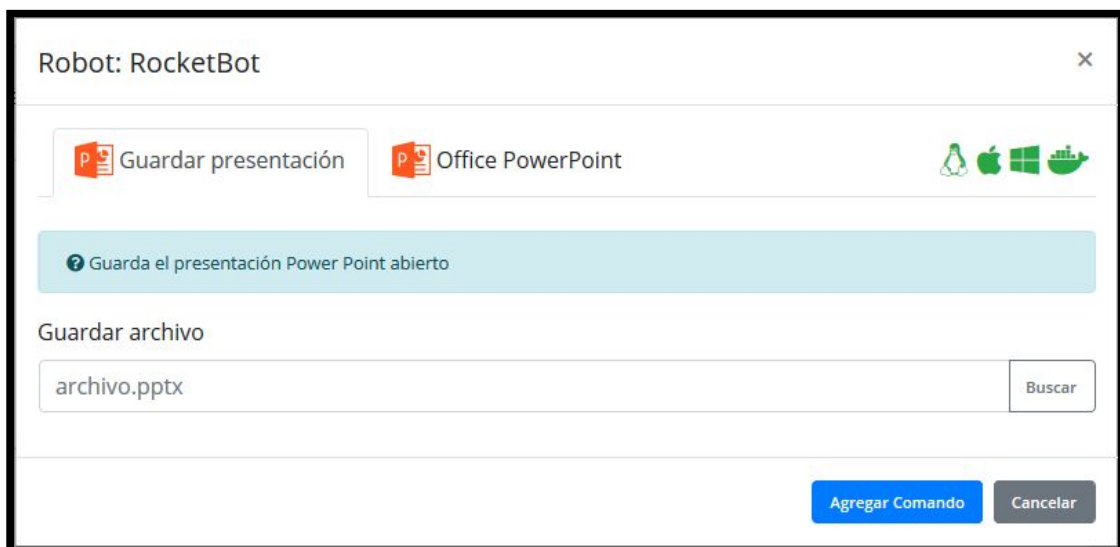 Robot: RocketBot
Guardar presentación
Office PowerPoint
Guarda el presentación Power Point abierto
Guardar archivo
archivo.pptx
Buscar
Agregar Comando
Cancelar